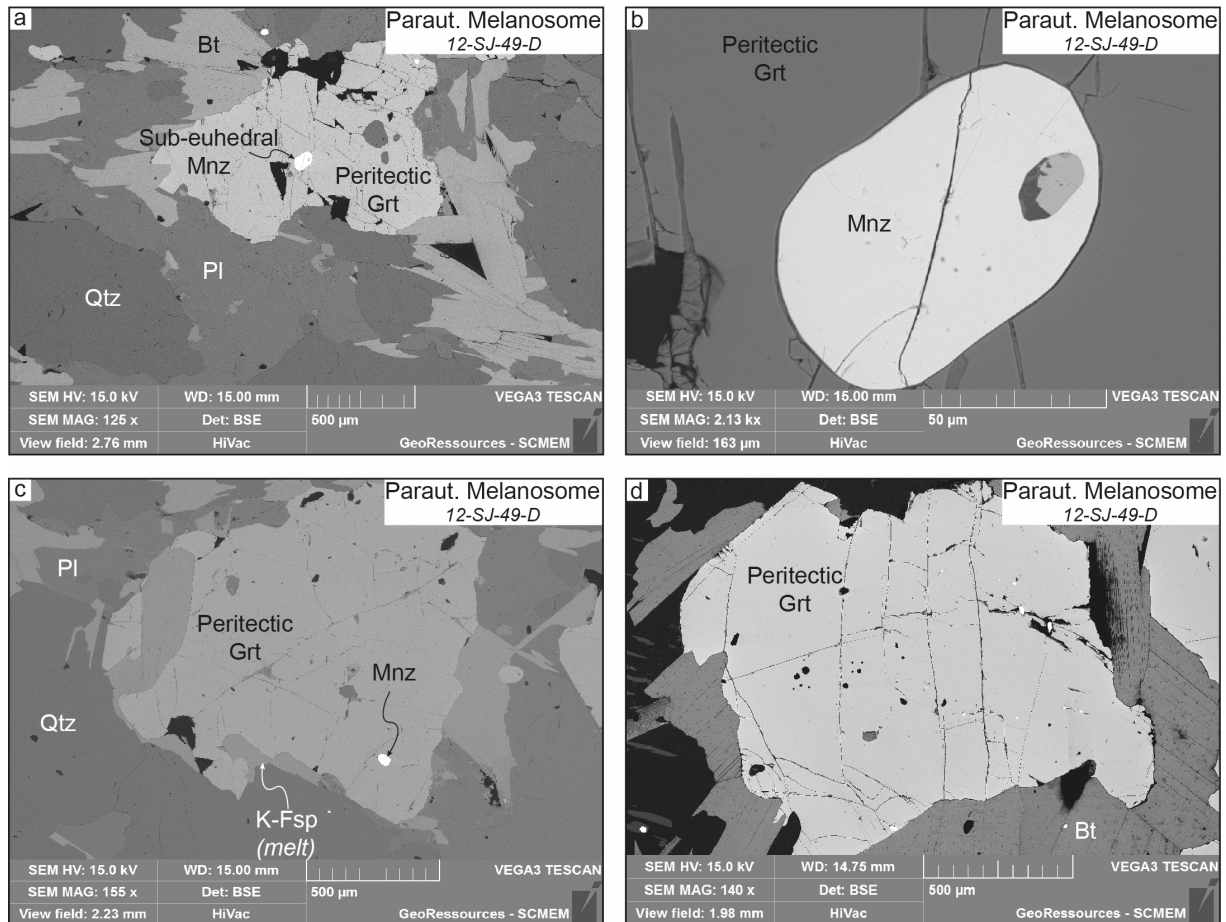 a
Paraut. Melanosome
12-SJ-49-D
Bt
Sub-euhedral
Mnz
Peritectic
Grt
Pl
Qtz
SEM HV: 15.0 kV WD: 15.00 mm VEGA3 TESCAN
SEM MAG: 125 x Det: BSE 500 µm
View field: 2.76 mm HiVac GeoRessources - SCMEM
b
Paraut. Melanosome
12-SJ-49-D
Peritectic
Grt
Mnz
SEM HV: 15.0 kV WD: 15.00 mm VEGA3 TESCAN
SEM MAG: 2.13 kx Det: BSE 50 µm
View field: 163 µm HiVac GeoRessources - SCMEM
c
Paraut. Melanosome
12-SJ-49-D
Pl
Peritectic
Grt
Mnz
Qtz
K-Fsp
(melt)
SEM HV: 15.0 kV WD: 15.00 mm VEGA3 TESCAN
SEM MAG: 155 x Det: BSE 500 µm
View field: 2.23 mm HiVac GeoRessources - SCMEM
d
Paraut. Melanosome
12-SJ-49-D
Peritectic
Grt
Bt
SEM HV: 15.0 kV WD: 14.75 mm VEGA3 TESCAN
SEM MAG: 140 x Det: BSE 500 µm
View field: 1.98 mm HiVac GeoRessources - SCMEM